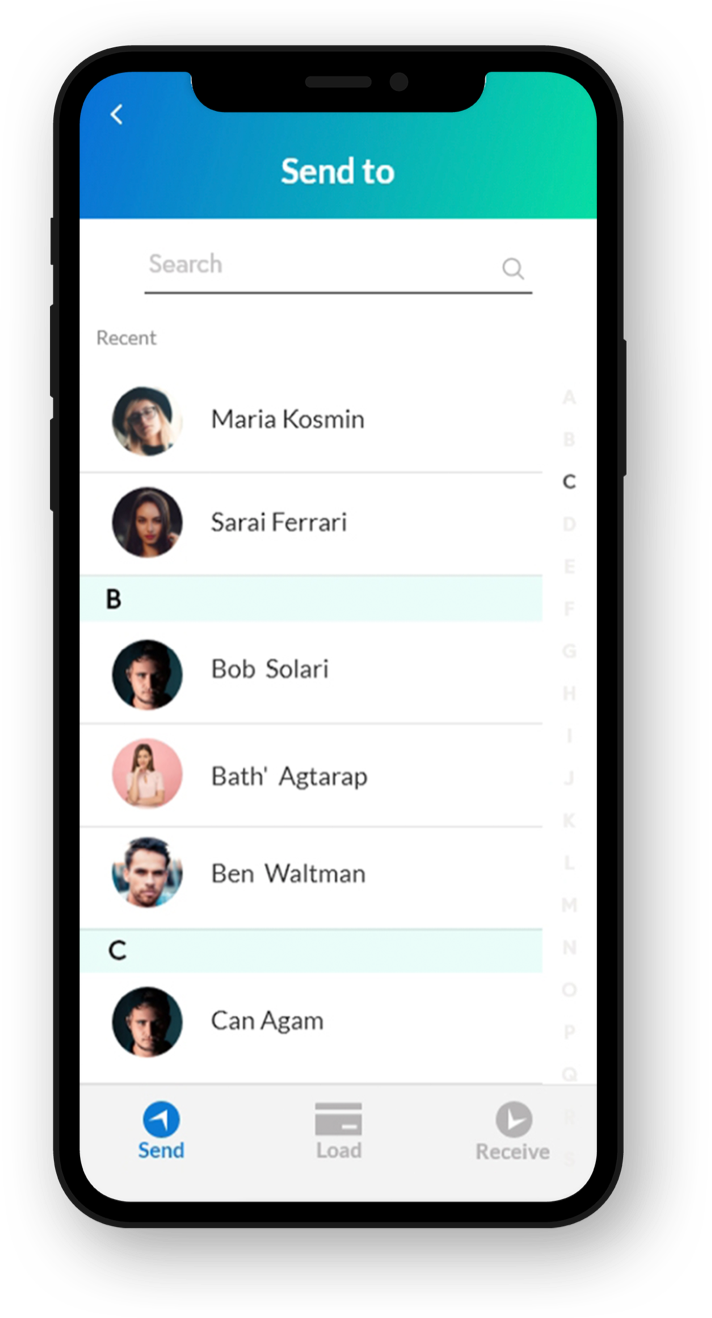 Send to
Search
Recent
Maria Kosmin
Sarai Ferrari
B
Bob Solari
Bath' Agtarap
Ben Waltman
C
Can Agam
A
B
C
D
E
F
G
H
I
J
K
L
M
N
O
P
Q
R
S
Send
Load
Receive